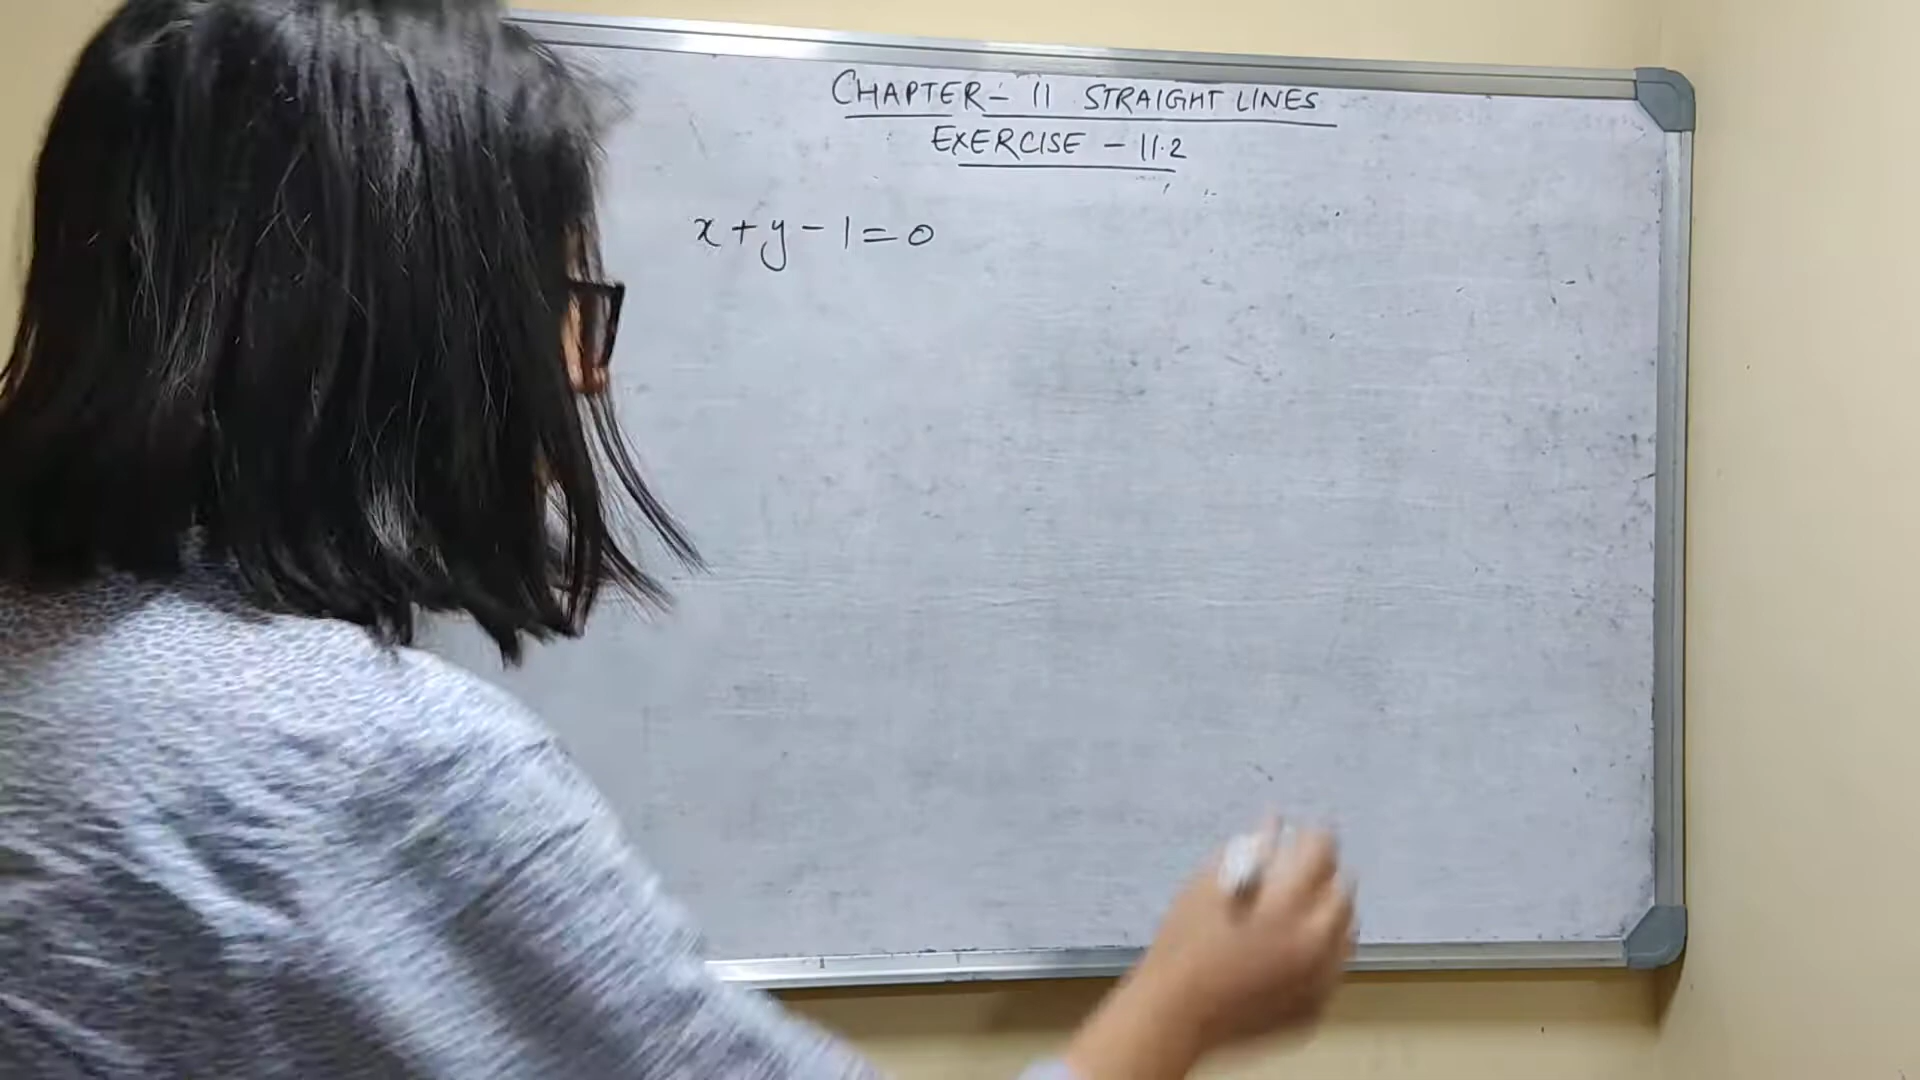 CHAPTER- 11 STRAIGHT LINES
EXERCISE - 11.2
x + y - 1 = 0